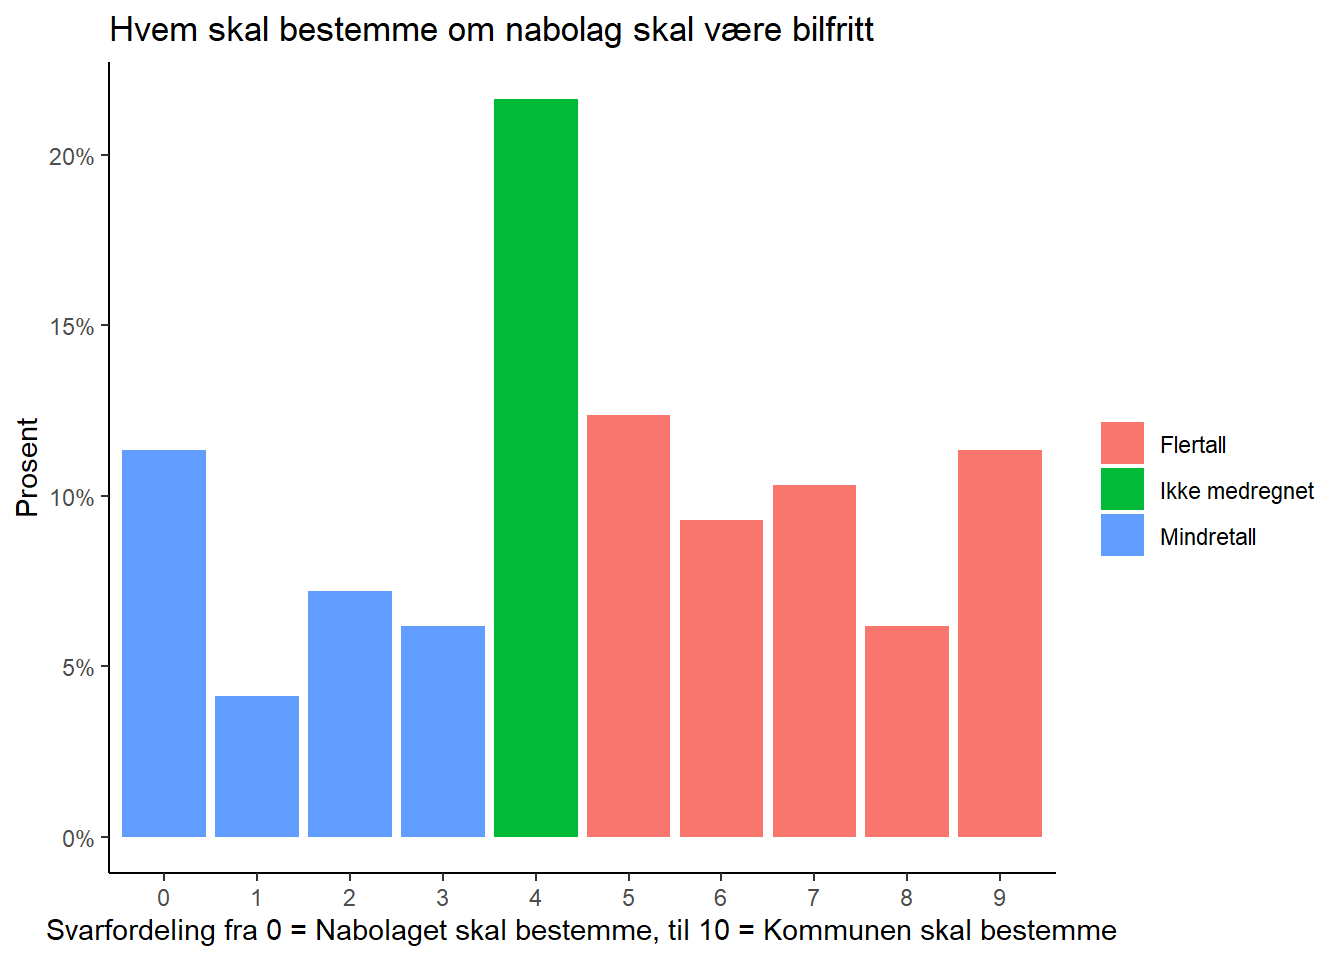 Hvem skal bestemme om nabolag skal være bilfritt
Prosent
20%
15%
10%
5%
0%
0 1 2 3 4 5 6 7 8 9
Svarfordeling fra 0 = Nabolaget skal bestemme, til 10 = Kommunen skal bestemme
Flertall
Ikke medregnet
Mindretall